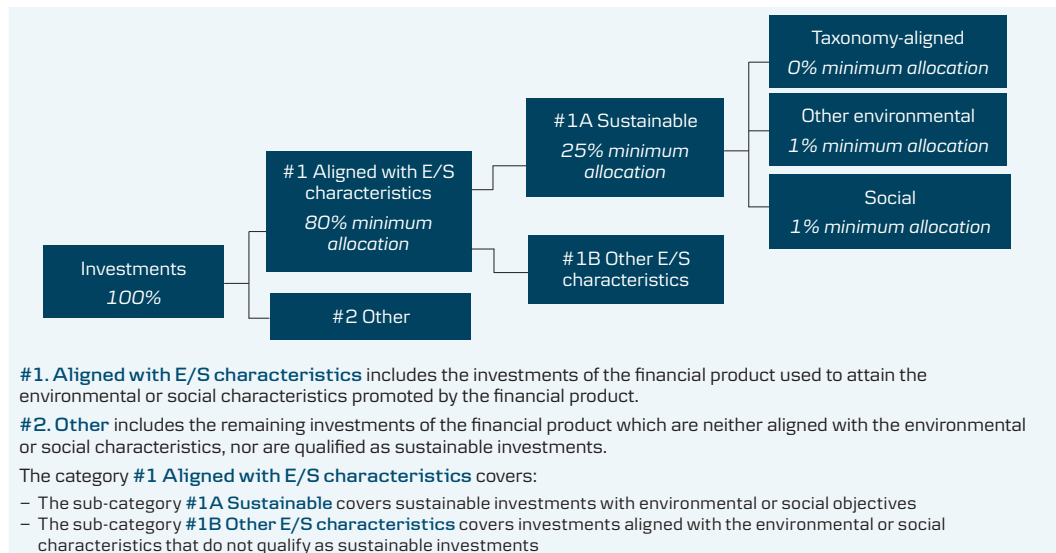 Taxonomy-aligned
0% minimum allocation
Other environmental
1% minimum allocation
Social
1% minimum allocation
#1A Sustainable
25% minimum
allocation
#1 Aligned with E/S
characteristics
80% minimum
allocation
#1B Other E/S
characteristics
Investments
100%
#2 Other
#1. Aligned with E/S characteristics includes the investments of the financial product used to attain the
environmental or social characteristics promoted by the financial product.
#2. Other includes the remaining investments of the financial product which are neither aligned with the environmental
or social characteristics, nor are qualified as sustainable investments.
The category #1 Aligned with E/S characteristics covers:
– The sub-category #1A Sustainable covers sustainable investments with environmental or social objectives
– The sub-category #1B Other E/S characteristics covers investments aligned with the environmental or social
characteristics that do not qualify as sustainable investments